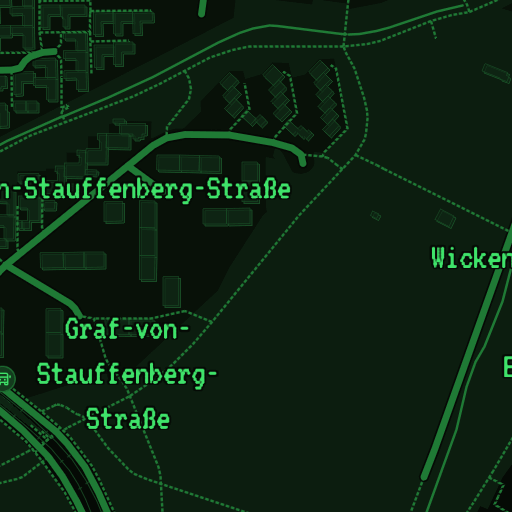 n-Stauffenberg-Straße
Wicken
Graf-von-
Stauffenberg-
Straße
E